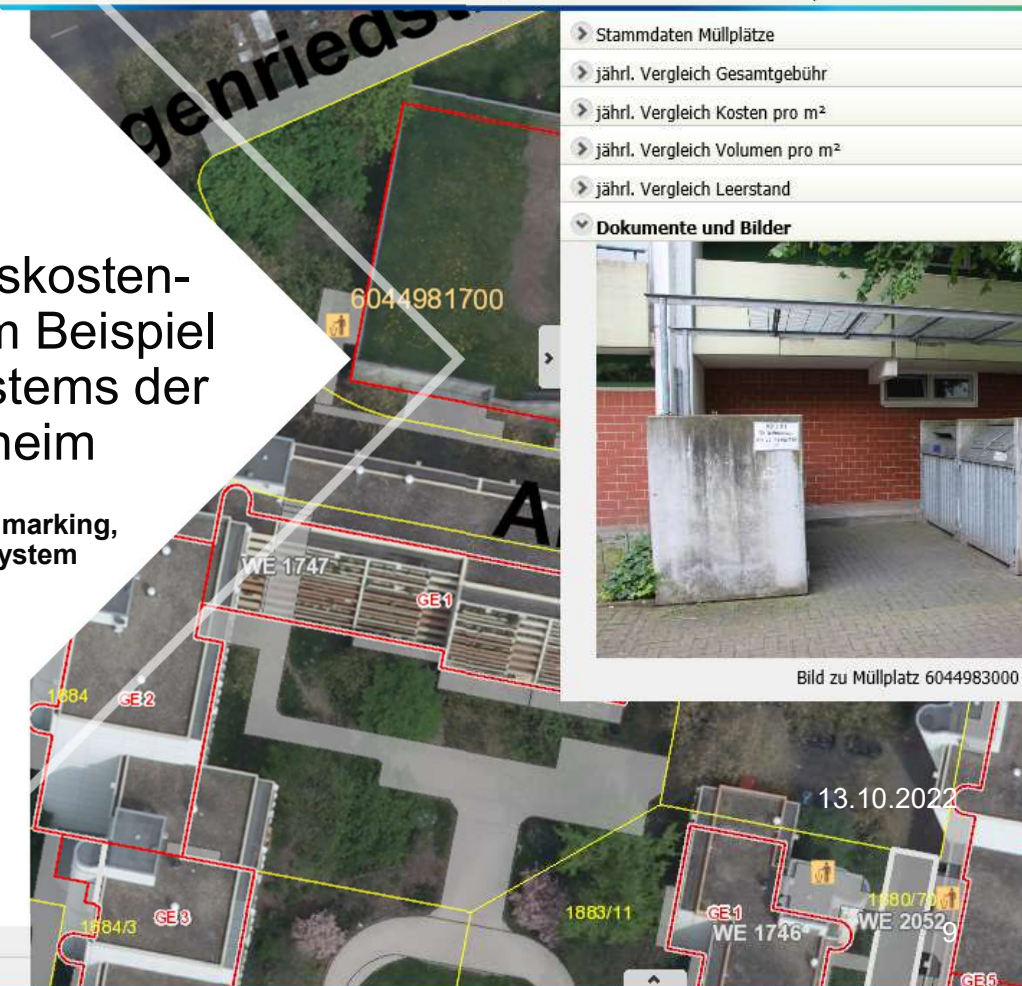 genriedst
Stammdaten Müllplätze
jährl. Vergleich Gesamtgebühr
jährl. Vergleich Kosten pro m²
jährl. Vergleich Volumen pro m²
jährl. Vergleich Leerstand
Dokumente und Bilder
skosten-
m Beispiel
stems der
heim
marking,
ystem
6044981700
A
WE 1747
GE 1
1884
GE 2
Bild zu Müllplatz 6044983000
13.10.2022
1884/3
GE 3
1883/11
GE 1
WE 1746
1880/70
WE 2052
9
GE 5